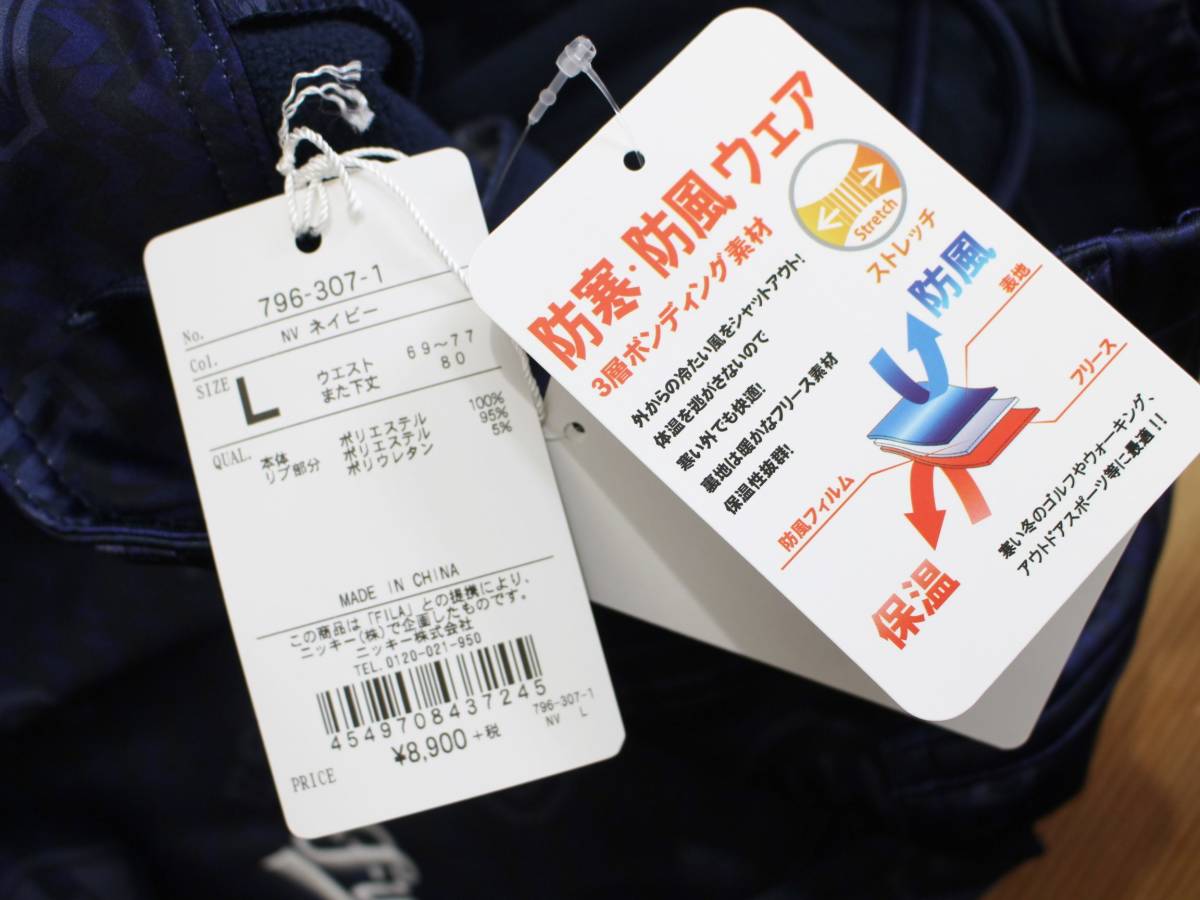 No. 796-307-1
Col. NV ネイビー
SIZE L ウエスト 69〜77
また下丈 80
QUAL. 本体 ポリエステル 100%
リブ部分 ポリエステル 95%
ポリウレタン 5%
MADE IN CHINA
この商品は「FILA」との提携により、
ニッキー(株)で企画したものです。
ニッキー株式会社
TEL.0120-021-950
4549708437245
796-307-1
NV L
PRICE ¥8,900 +税
防寒・防風ウェア
3層ボンディング素材
Stretch
ストレッチ
外からの冷たい風をシャットアウト!
体温を逃がさないので
寒い外でも快適!
裏地は暖かなフリース素材
保温性抜群!
防風
表地
フリース
防風フィルム
保温
寒い冬のゴルフやウォーキング、
アウトドアスポーツ等に最適!!